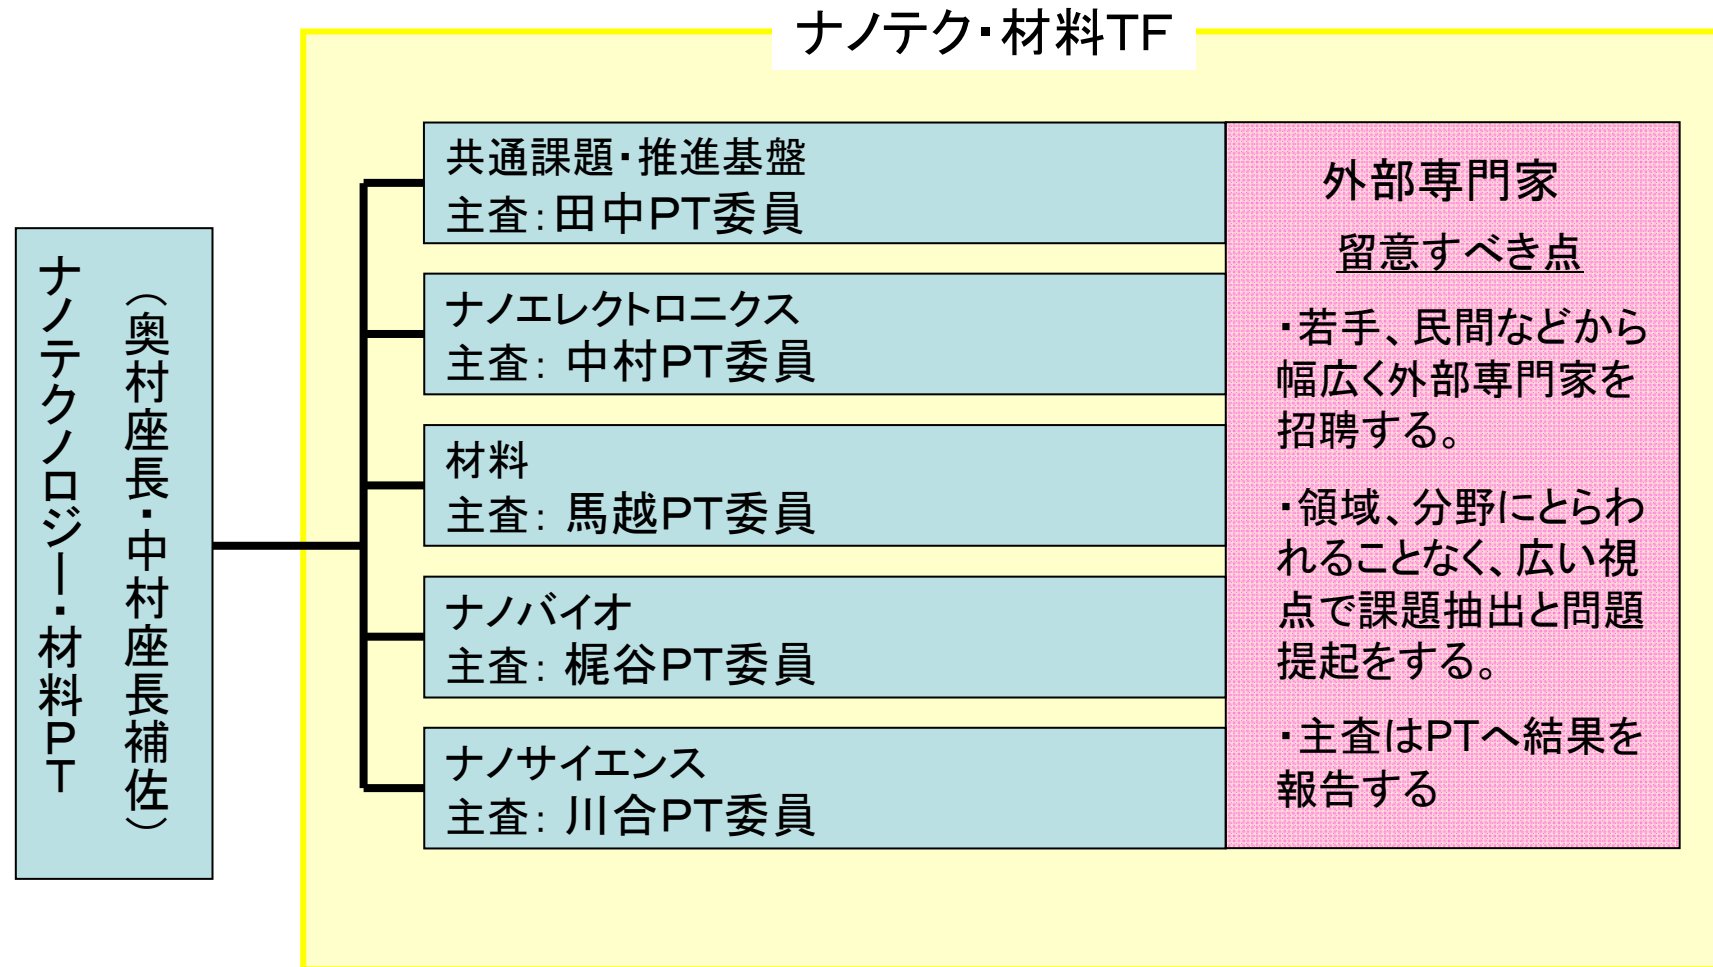 ナノテク・材料TF
ナノテクノロジー・材料PT
（奥村座長・中村座長補佐）
共通課題・推進基盤
主査：田中PT委員
ナノエレクトロニクス
主査： 中村PT委員
材料
主査： 馬越PT委員
ナノバイオ
主査： 梶谷PT委員
ナノサイエンス
主査： 川合PT委員
外部専門家
留意すべき点
・若手、民間などから
幅広く外部専門家を
招聘する。
・領域、分野にとらわ
れることなく、広い視
点で課題抽出と問題
提起をする。
・主査はPTへ結果を
報告する